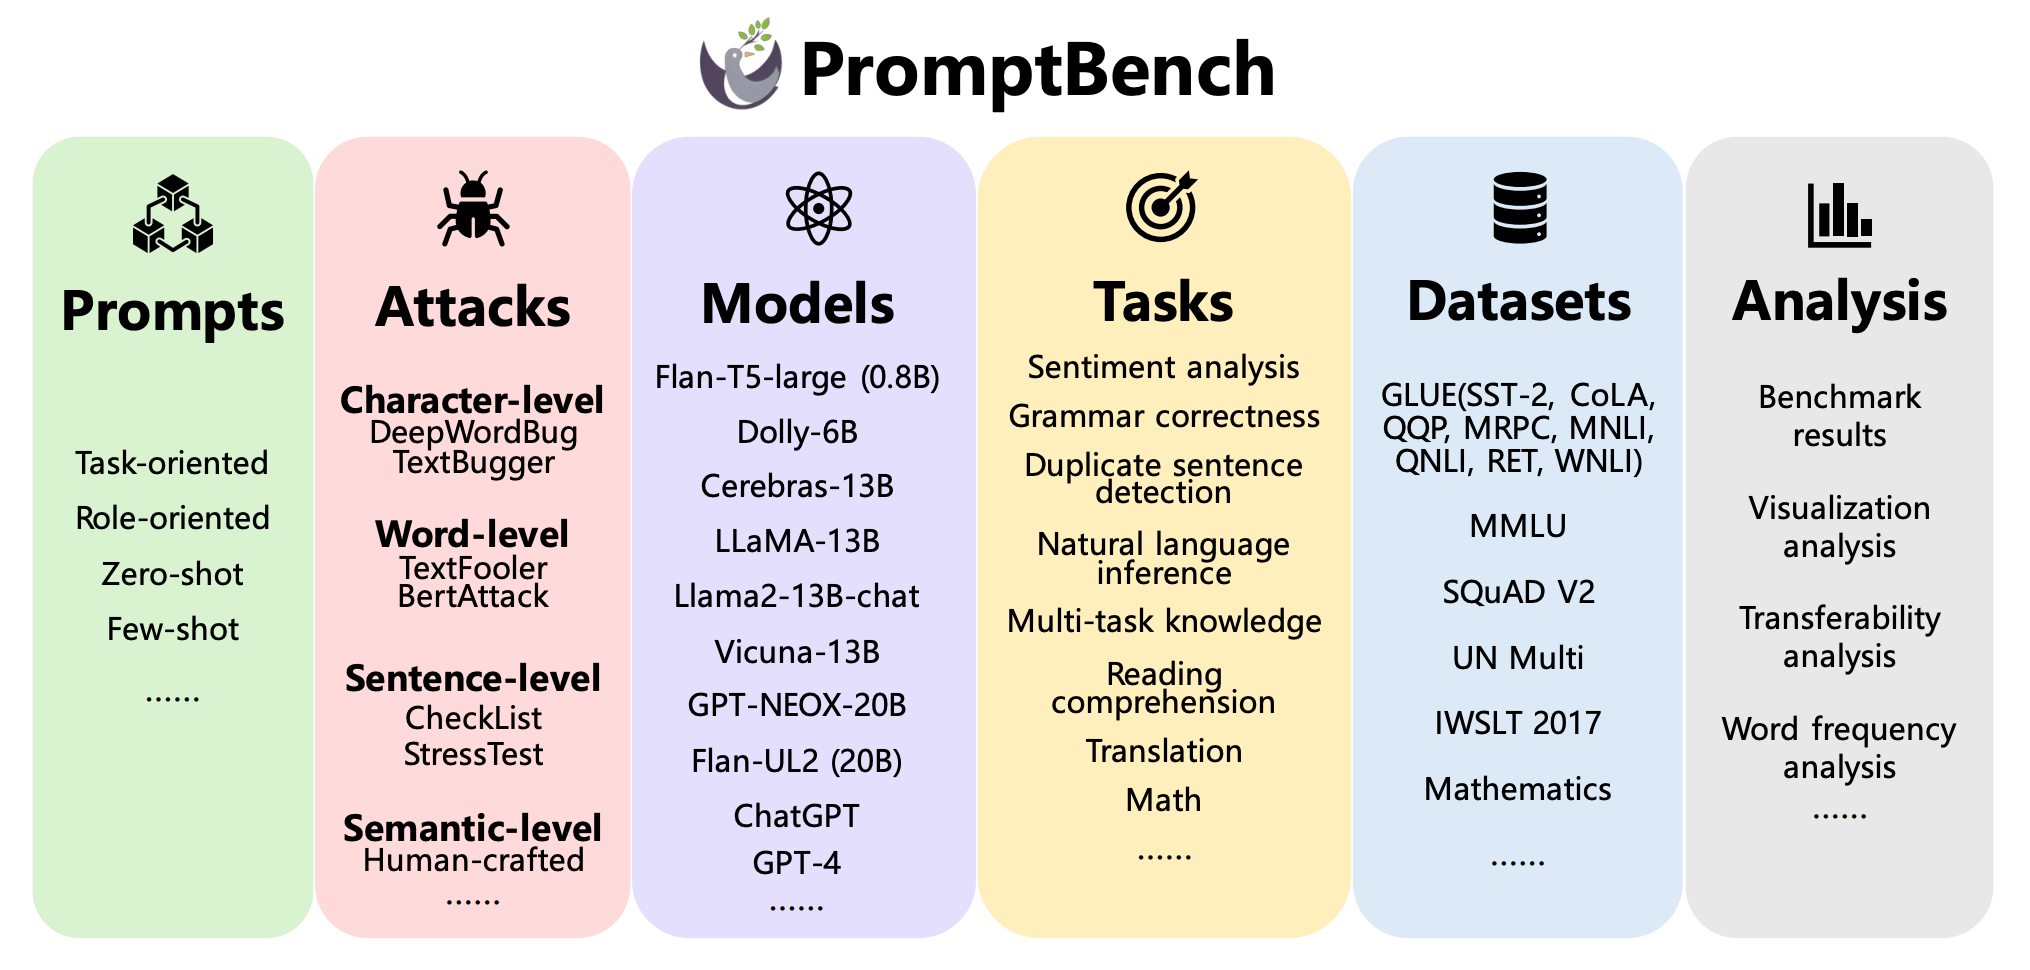 PromptBench
Prompts
Task-oriented
Role-oriented
Zero-shot
Few-shot
......
Attacks
Character-level
DeepWordBug
TextBugger
Word-level
TextFooler
BertAttack
Sentence-level
CheckList
StressTest
Semantic-level
Human-crafted
......
Models
Flan-T5-large (0.8B)
Dolly-6B
Cerebras-13B
LLaMA-13B
Llama2-13B-chat
Vicuna-13B
GPT-NEOX-20B
Flan-UL2 (20B)
ChatGPT
GPT-4
......
Tasks
Sentiment analysis
Grammar correctness
Duplicate sentence
detection
Natural language
inference
Multi-task knowledge
Reading
comprehension
Translation
Math
......
Datasets
GLUE(SST-2, CoLA,
QQP, MRPC, MNLI,
QNLI, RET, WNLI)
MMLU
SQuAD V2
UN Multi
IWSLT 2017
Mathematics
......
Analysis
Benchmark
results
Visualization
analysis
Transferability
analysis
Word frequency
analysis
......